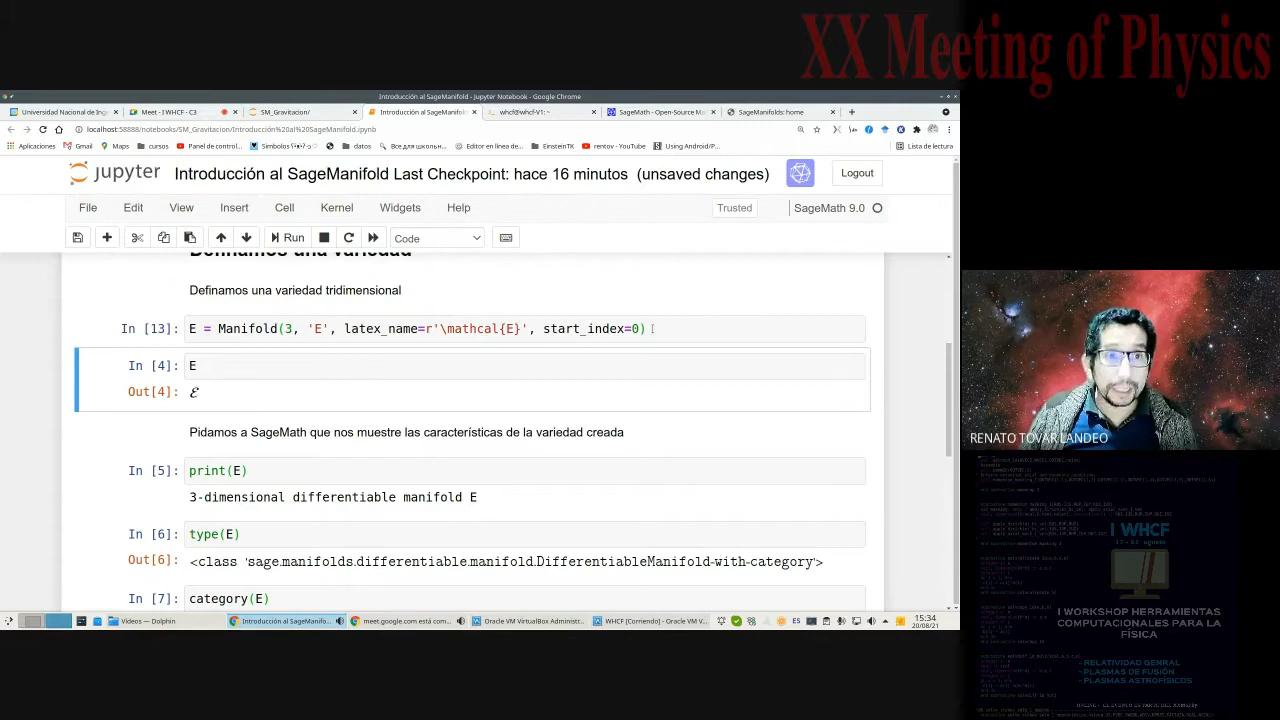 XX Meeting of Physics
Introducción al SageManifold - Jupyter Notebook - Google Chrome
Universidad Nacional de Inge
Meet - I WHCF - C3
SM_Gravitacion/
Introducción al SageManifold
whcf@whcf-V1: ~
SageMath - Open-Source M
SageManifolds: home
localhost:58888/notebooks/SM_Gravitacion/Introducción%20al%20SageManifold.ipynb
Aplicaciones
Gmail
Maps
cursos
Panel de control...
datos
Editor en línea de...
EinsteinTK
rentov - YouTube
Using Android/P...
Lista de lectura
jupyter Introducción al SageManifold Last Checkpoint: hace 16 minutos (unsaved changes)
Logout
File Edit View Insert Cell Kernel Widgets Help
Trusted
SageMath 9.0
Run
Code
Definamos una variedad
Definamos una variedad tridimensional
In [13]: E = Manifold(3, 'E', latex_name=r'\mathcal{E}', start_index=0)
In [4]: E
Out[4]: ℰ
Pidamos a SageMath que nos muestre las características de la variedad creada
In [5]: print(E)
3-dimensional differentiable manifold E
In [6]: type(E)
Out[6]: <class 'sage.manifolds.differentiable.manifold.DifferentiableManifold-with-category'>
In [7]: category(E)
Videos — Dolphin
Introducción al SageManifo...
meet.google.com está com...
Oracle VM VirtualBox Administr...
WHCF [Corriendo] - Oracle VM V...
ES
15:34
20/08/21
RENATO TOVAR LANDEO
I WHCF
I WORKSHOP HERRAMIENTAS
COMPUTACIONALES PARA LA
FÍSICA
- RELATIVIDAD GENRAL
- PLASMAS DE FUSIÓN
- PLASMAS ASTROFÍSICOS